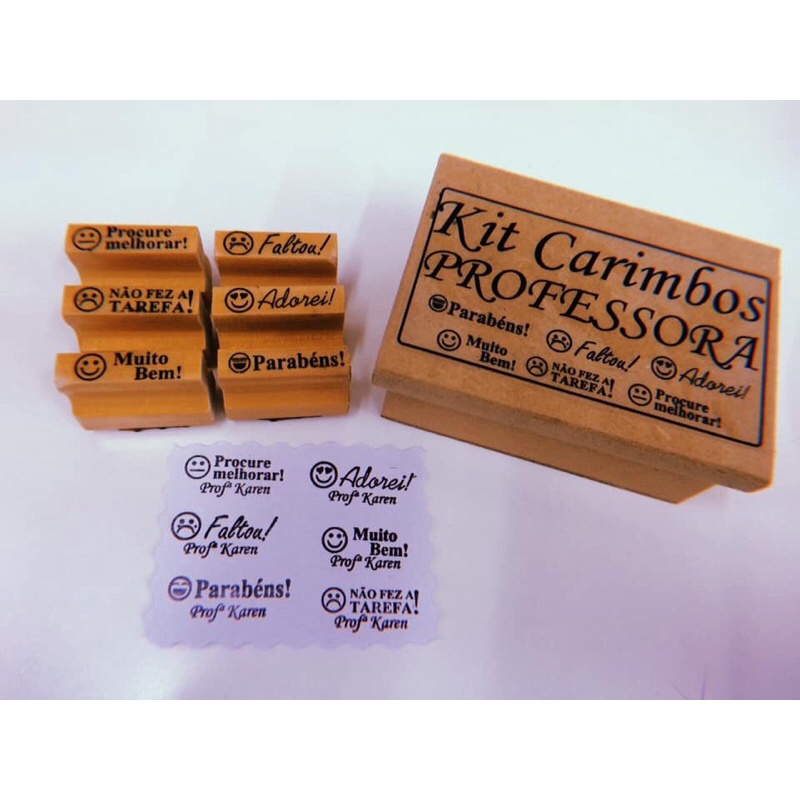 Procure
melhorar!
Faltou!
NÃO FEZ A
TAREFA!
Adorei!
Muito
Bem!
Parabéns!
Kit Carimbos
PROFESSORA
Parabéns!
Faltou!
Adorei!
Muito
Bem!
NÃO FEZ A
TAREFA!
Procure
melhorar!
Procure
melhorar!
Profª Karen
Adorei!
Profª Karen
Faltou!
Profª Karen
Muito
Bem!
Profª Karen
Parabéns!
Profª Karen
NÃO FEZ A
TAREFA!
Profª Karen